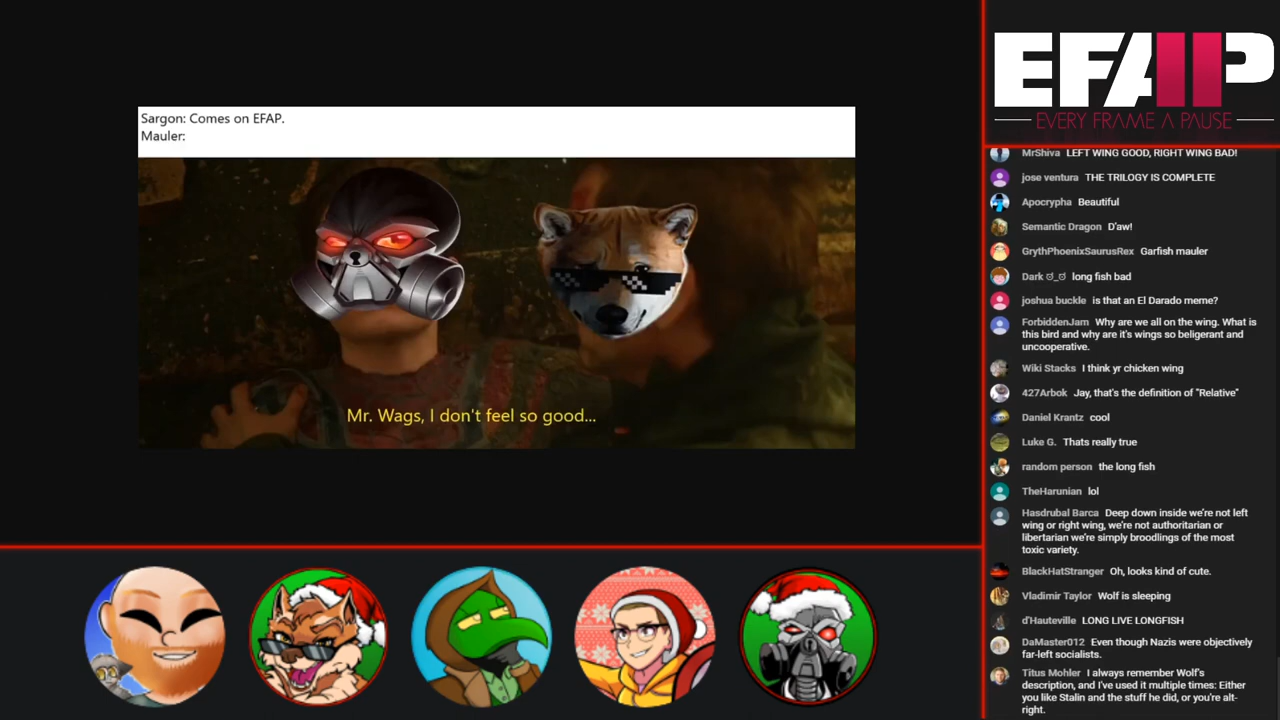 Sargon: Comes on EFAP.
Mauler:
Mr. Wags, I don't feel so good...
EFAP
EVERY FRAME A PAUSE
MrShiva LEFT WING GOOD, RIGHT WING BAD!
jose ventura THE TRILOGY IS COMPLETE
Apocrypha Beautiful
Semantic Dragon D'aw!
GrythPhoenixSaurusRex Garfish mauler
Dark ಠ_ಠ long fish bad
joshua buckle is that an El Darado meme?
ForbiddenJam Why are we all on the wing. What is
this bird and why are it's wings so beligerant and
uncooperative.
Wiki Stacks I think yr chicken wing
427Arbok Jay, that's the definition of "Relative"
Daniel Krantz cool
Luke G. Thats really true
random person the long fish
TheHarunian lol
Hasdrubal Barca Deep down inside we're not left
wing or right wing, we're not authoritarian or
libertarian we're simply broodlings of the most
toxic variety.
BlackHatStranger Oh, looks kind of cute.
Vladimir Taylor Wolf is sleeping
d'Hauteville LONG LIVE LONGFISH
DaMaster012 Even though Nazis were objectively
far-left socialists.
Titus Mohler I always remember Wolf's
description, and I've used it multiple times: Either
you like Stalin and the stuff he did, or you're alt-
right.